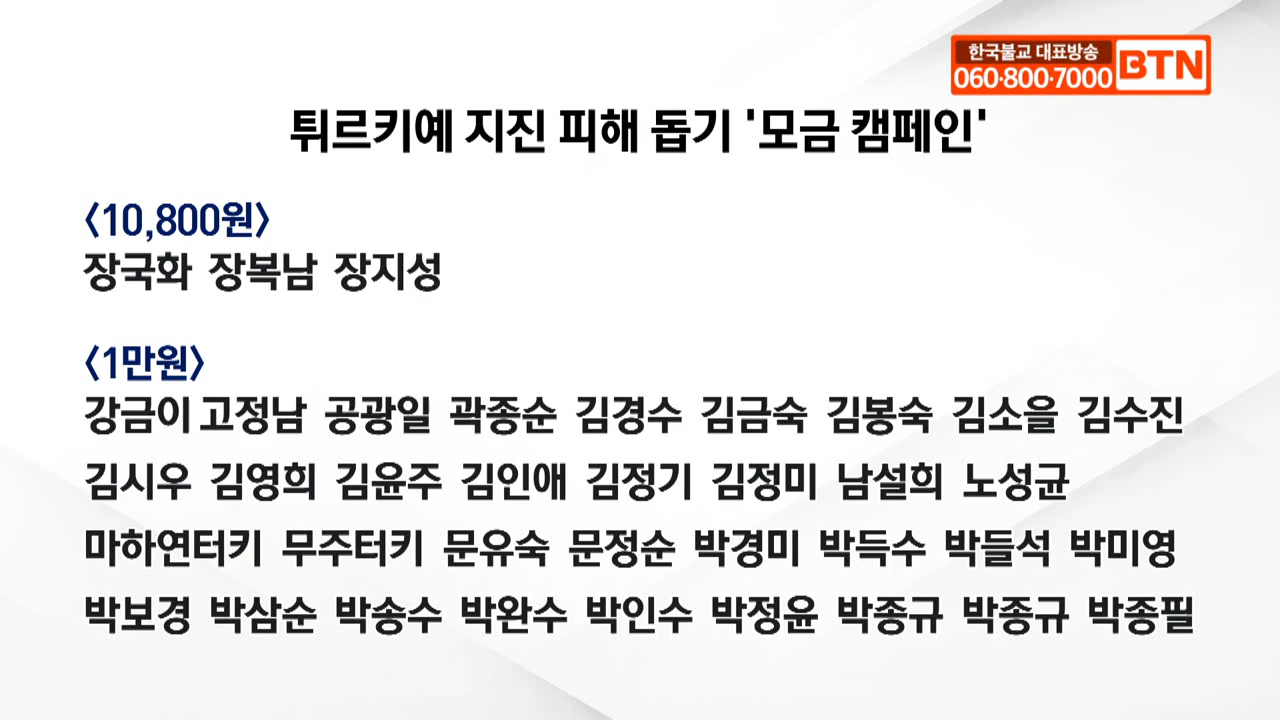 한국불교 대표방송
060·800·7000
BTN
튀르키예 지진 피해 돕기 '모금 캠페인'
〈10,800원〉
장국화 장복남 장지성
〈1만원〉
강금이 고정남 공광일 곽종순 김경수 김금숙 김봉숙 김소을 김수진
김시우 김영희 김윤주 김인애 김정기 김정미 남설희 노성균
마하연터키 무주터키 문유숙 문정순 박경미 박득수 박들석 박미영
박보경 박삼순 박송수 박완수 박인수 박정윤 박종규 박종규 박종필